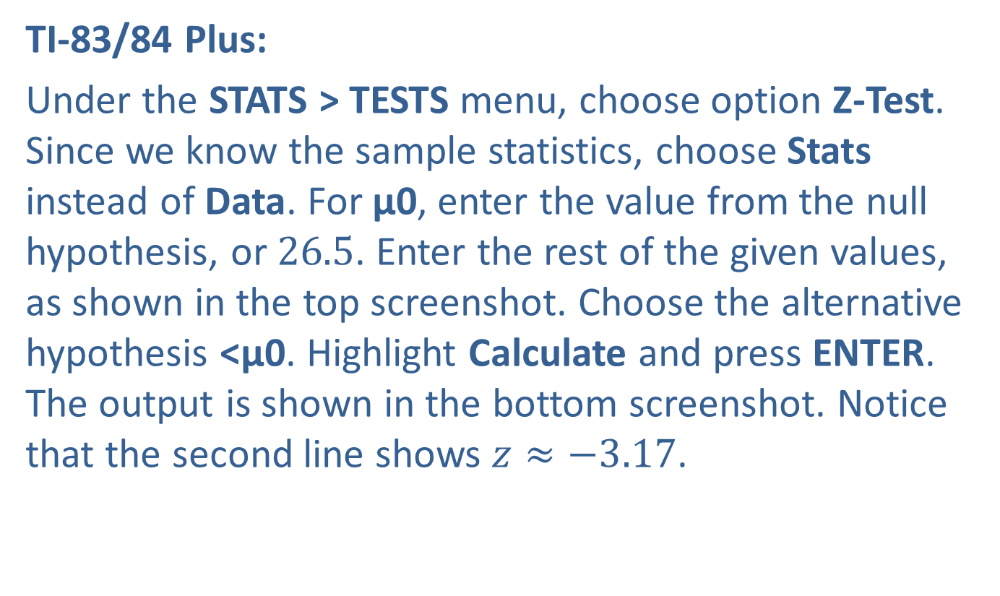 TI-83/84 Plus:
Under the STATS > TESTS menu, choose option Z-Test.
Since we know the sample statistics, choose Stats
instead of Data. For μ0, enter the value from the null
hypothesis, or 26.5. Enter the rest of the given values,
as shown in the top screenshot. Choose the alternative
hypothesis <μ0. Highlight Calculate and press ENTER.
The output is shown in the bottom screenshot. Notice
that the second line shows z ≈ −3.17.